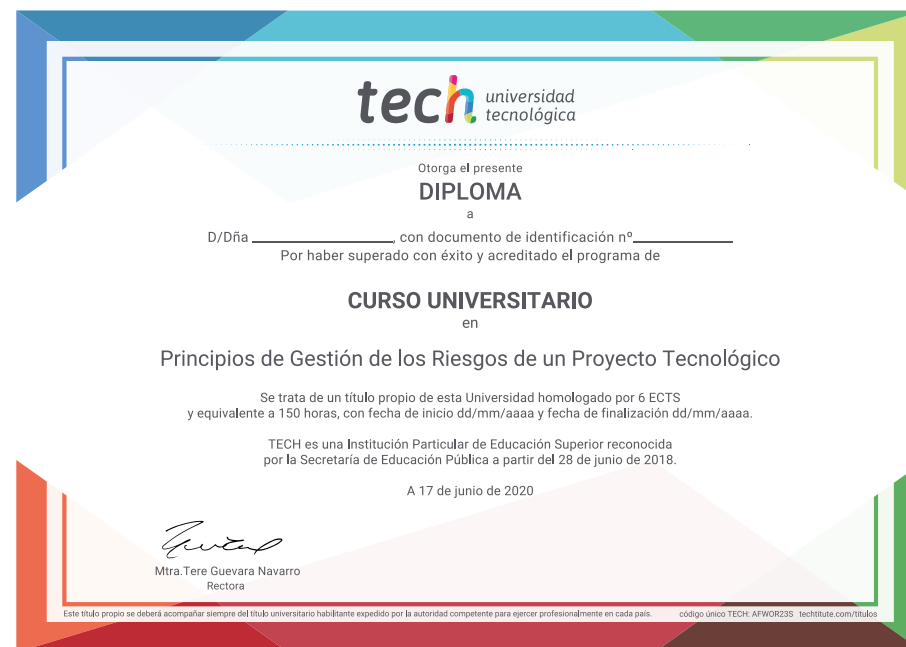 tech universidad
tecnológica
Otorga el presente
DIPLOMA
a
D/Dña ____________________, con documento de identificación nº______________
Por haber superado con éxito y acreditado el programa de
CURSO UNIVERSITARIO
en
Principios de Gestión de los Riesgos de un Proyecto Tecnológico
Se trata de un título propio de esta Universidad homologado por 6 ECTS
y equivalente a 150 horas, con fecha de inicio dd/mm/aaaa y fecha de finalización dd/mm/aaaa.
TECH es una Institución Particular de Educación Superior reconocida
por la Secretaría de Educación Pública a partir del 28 de junio de 2018.
A 17 de junio de 2020
Mtra.Tere Guevara Navarro
Rectora
Este título propio se deberá acompañar siempre del título universitario habilitante expedido por la autoridad competente para ejercer profesionalmente en cada país. código único TECH: AFWOR23S techtitute.com/títulos